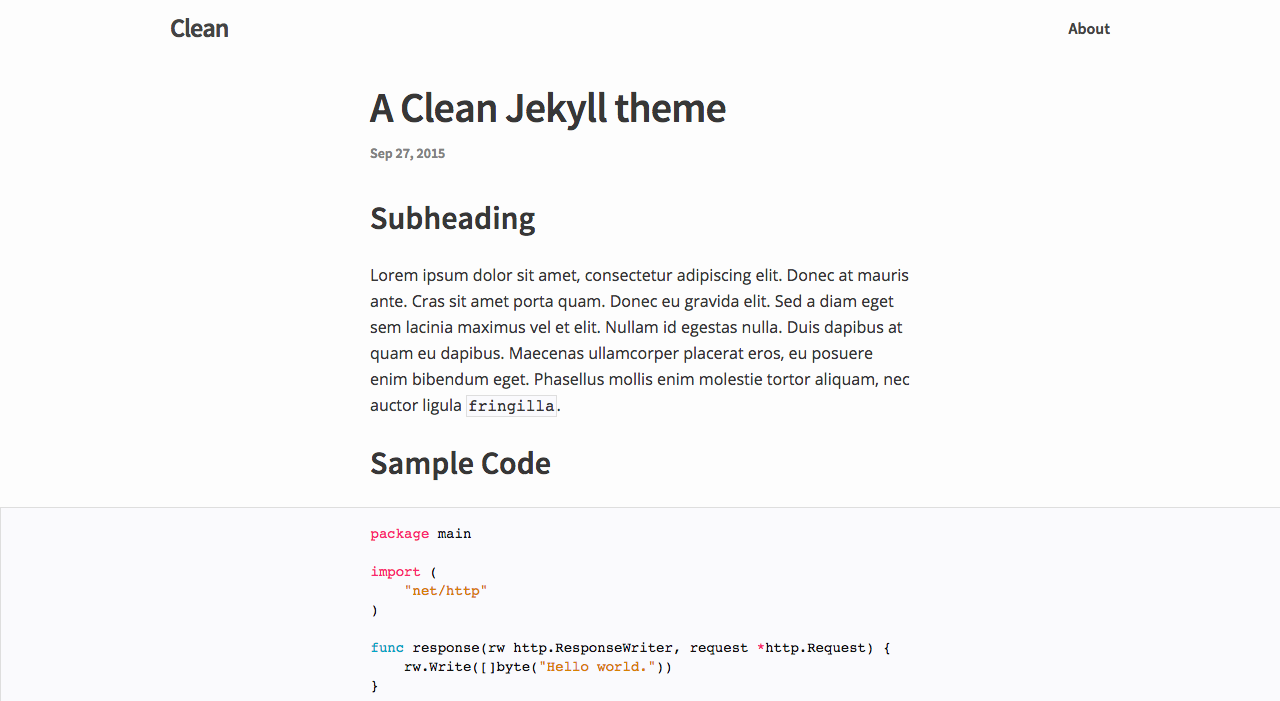 Clean
About
A Clean Jekyll theme
Sep 27, 2015
Subheading
Lorem ipsum dolor sit amet, consectetur adipiscing elit. Donec at mauris
ante. Cras sit amet porta quam. Donec eu gravida elit. Sed a diam eget
sem lacinia maximus vel et elit. Nullam id egestas nulla. Duis dapibus at
quam eu dapibus. Maecenas ullamcorper placerat eros, eu posuere
enim bibendum eget. Phasellus mollis enim molestie tortor aliquam, nec
auctor ligula fringilla.
Sample Code
package main
import (
    "net/http"
)
func response(rw http.ResponseWriter, request *http.Request) {
    rw.Write([]byte("Hello world."))
}